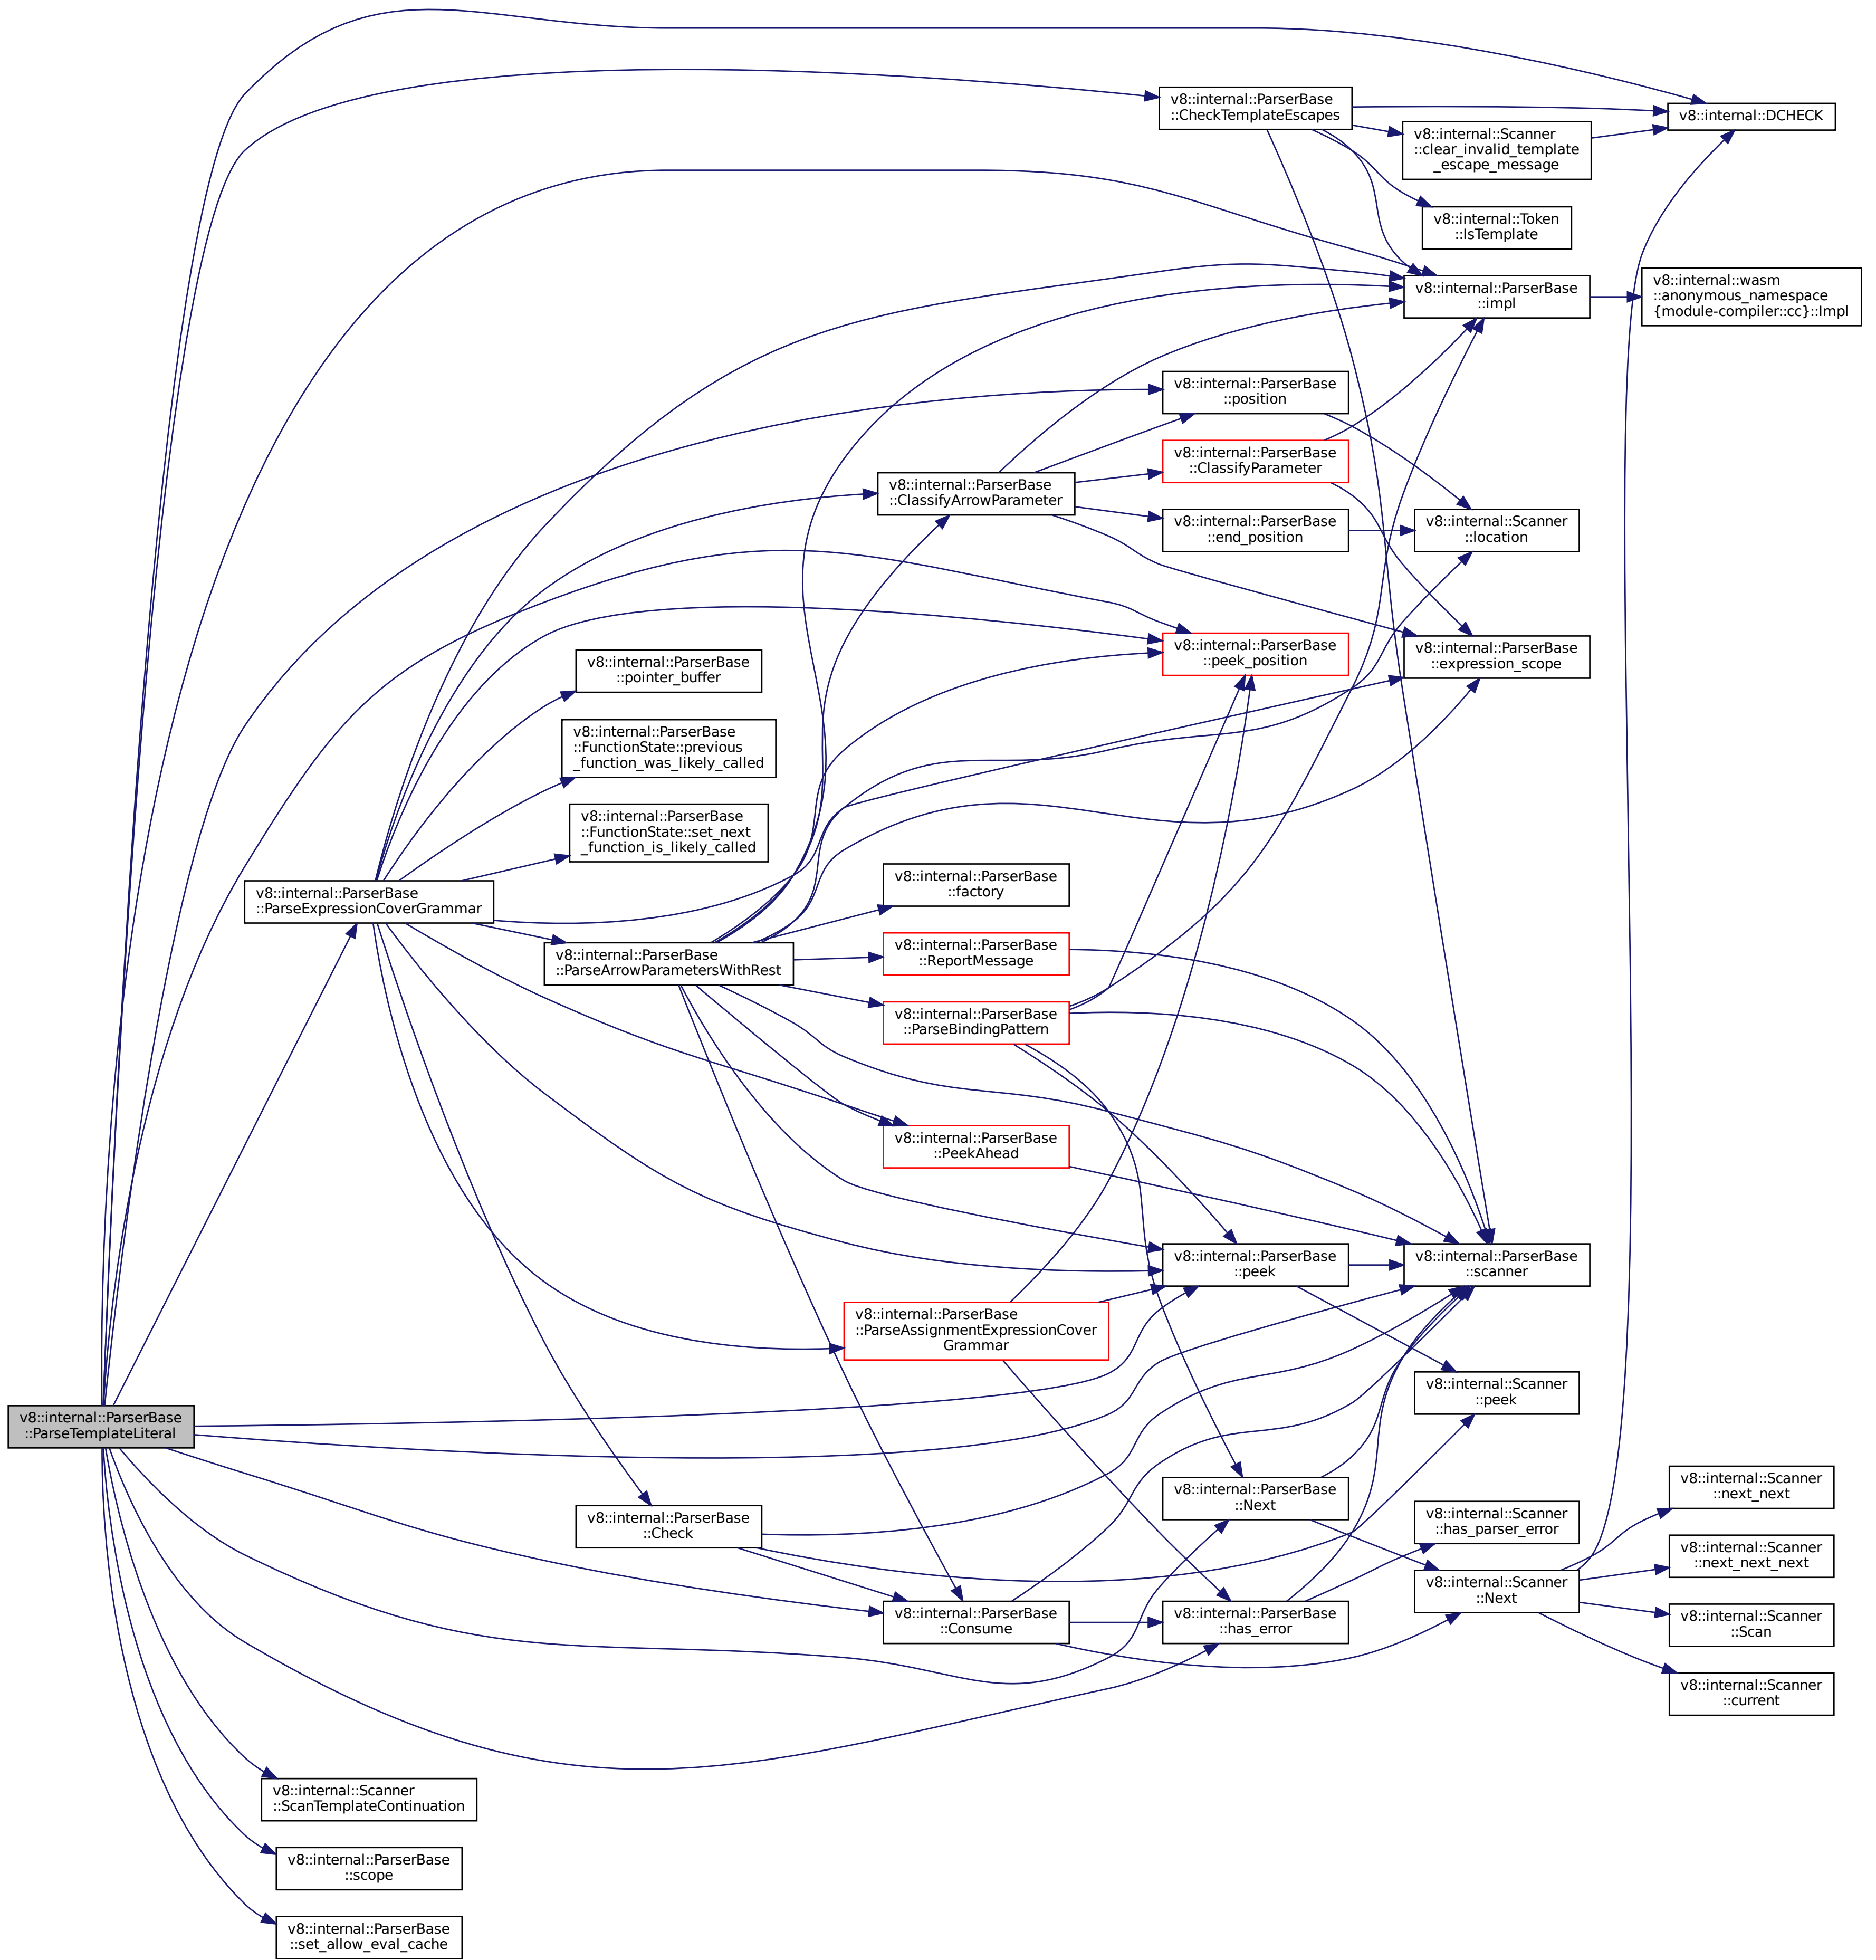 v8::internal::ParserBase
::CheckTemplateEscapes
v8::internal::DCHECK
v8::internal::Scanner
::clear_invalid_template
_escape_message
v8::internal::Token
::IsTemplate
v8::internal::ParserBase
::impl
v8::internal::wasm
::anonymous_namespace
{module-compiler::cc}::Impl
v8::internal::ParserBase
::position
v8::internal::ParserBase
::ClassifyParameter
v8::internal::ParserBase
::ClassifyArrowParameter
v8::internal::ParserBase
::end_position
v8::internal::Scanner
::location
v8::internal::ParserBase
::peek_position
v8::internal::ParserBase
::expression_scope
v8::internal::ParserBase
::pointer_buffer
v8::internal::ParserBase
::FunctionState::previous
_function_was_likely_called
v8::internal::ParserBase
::FunctionState::set_next
_function_is_likely_called
v8::internal::ParserBase
::ParseExpressionCoverGrammar
v8::internal::ParserBase
::factory
v8::internal::ParserBase
::ParseArrowParametersWithRest
v8::internal::ParserBase
::ReportMessage
v8::internal::ParserBase
::ParseBindingPattern
v8::internal::ParserBase
::PeekAhead
v8::internal::ParserBase
::peek
v8::internal::ParserBase
::scanner
v8::internal::ParserBase
::ParseAssignmentExpressionCover
Grammar
v8::internal::Scanner
::peek
v8::internal::ParserBase
::ParseTemplateLiteral
v8::internal::ParserBase
::Next
v8::internal::Scanner
::next_next
v8::internal::ParserBase
::Check
v8::internal::Scanner
::has_parser_error
v8::internal::Scanner
::next_next_next
v8::internal::Scanner
::Next
v8::internal::ParserBase
::Consume
v8::internal::ParserBase
::has_error
v8::internal::Scanner
::Scan
v8::internal::Scanner
::current
v8::internal::Scanner
::ScanTemplateContinuation
v8::internal::ParserBase
::scope
v8::internal::ParserBase
::set_allow_eval_cache